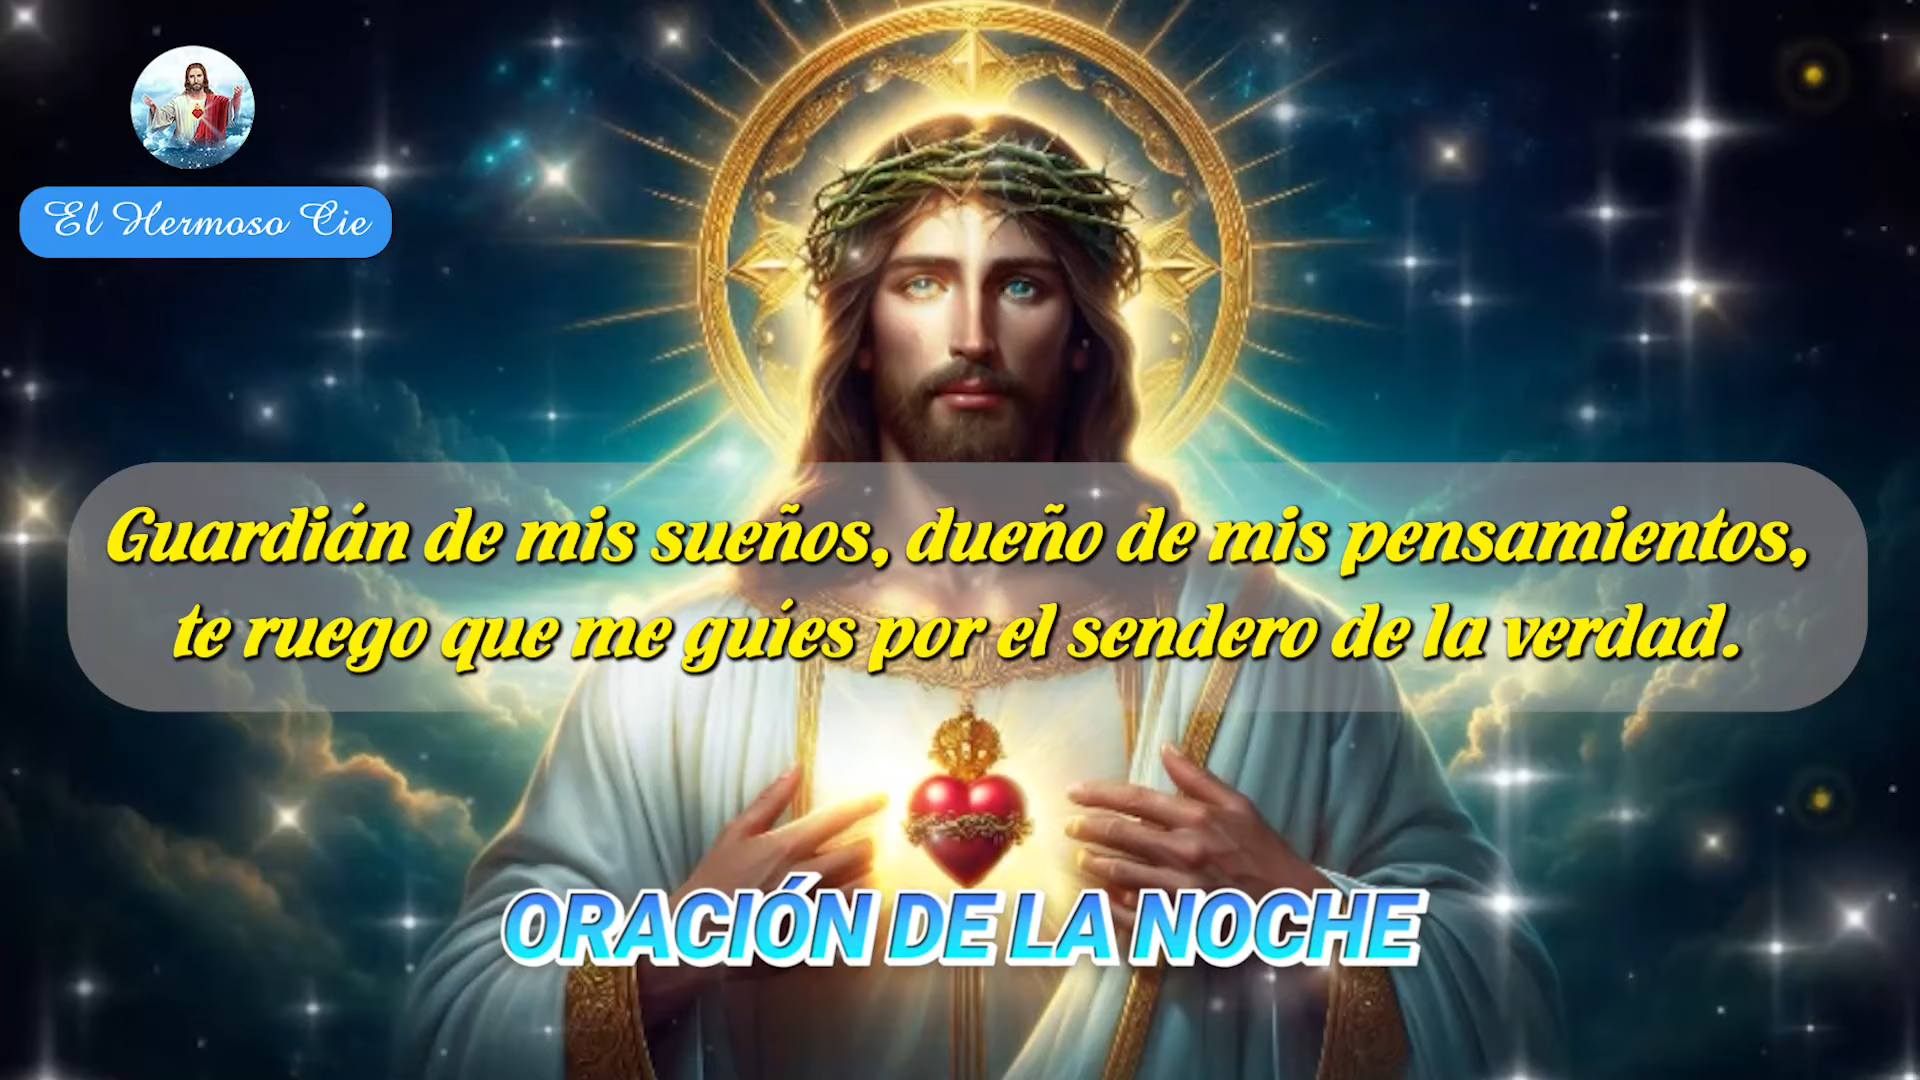 El Hermoso Cie
Guardián de mis sueños, dueño de mis pensamientos,
te ruego que me guíes por el sendero de la verdad.
ORACIÓN DE LA NOCHE